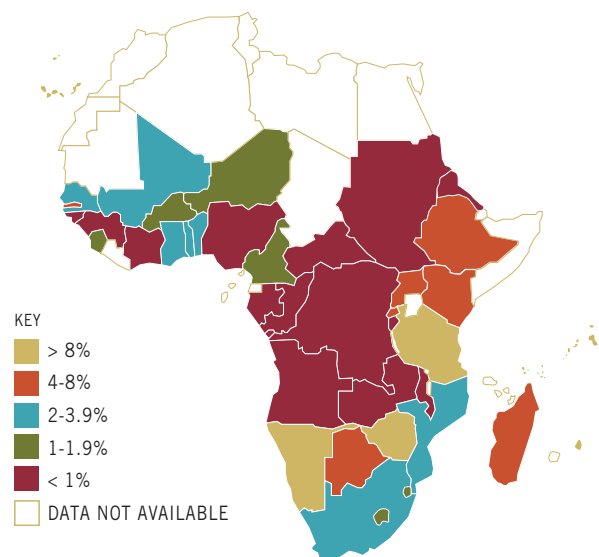 KEY
> 8%
4-8%
2-3.9%
1-1.9%
< 1%
DATA NOT AVAILABLE